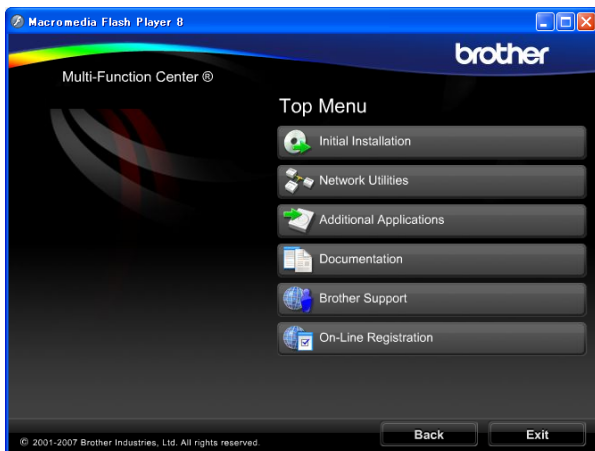 Macromedia Flash Player 8
brother
Multi-Function Center ®
Top Menu
Initial Installation
Network Utilities
Additional Applications
Documentation
Brother Support
On-Line Registration
Back
Exit
© 2001-2007 Brother Industries, Ltd. All rights reserved.